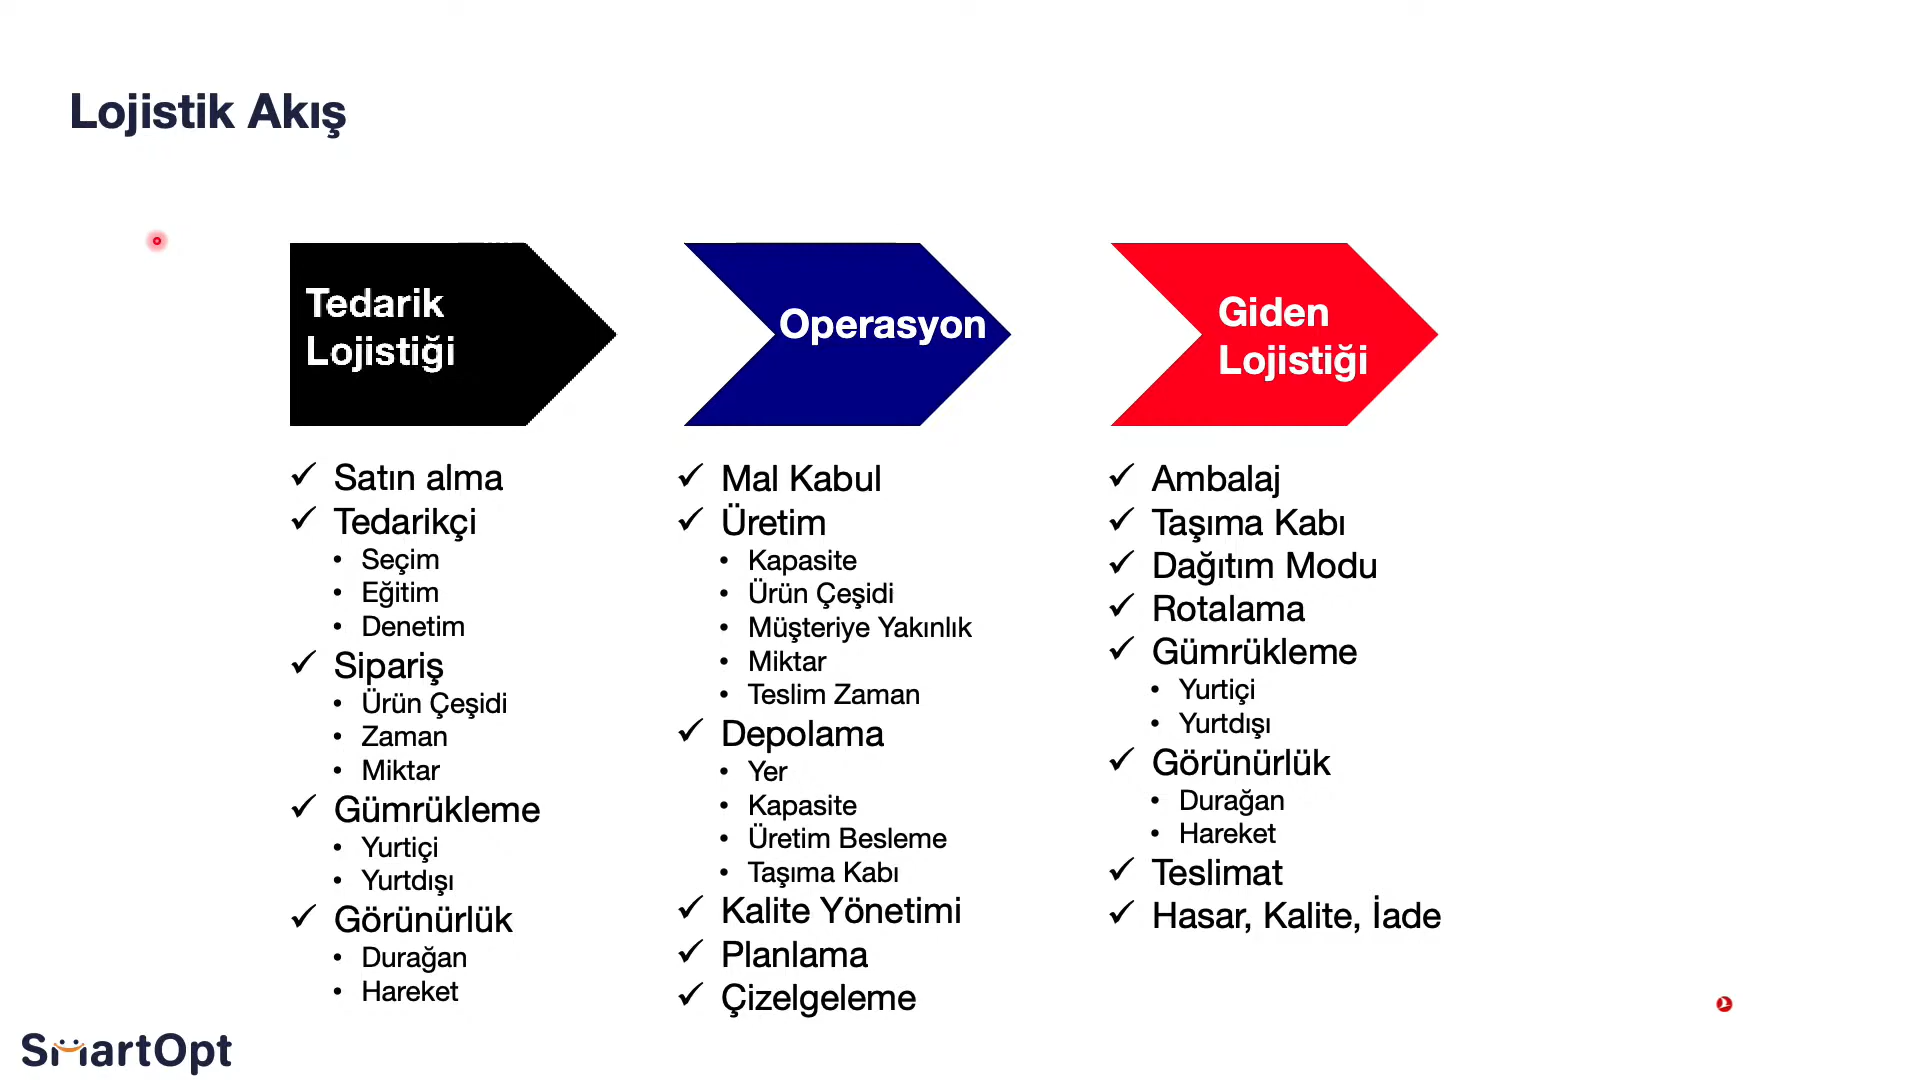 Lojistik Akış
Tedarik
Lojistiği
✓ Satın alma
✓ Tedarikçi
• Seçim
• Eğitim
• Denetim
✓ Sipariş
• Ürün Çeşidi
• Zaman
• Miktar
✓ Gümrükleme
• Yurtiçi
• Yurtdışı
✓ Görünürlük
• Durağan
• Hareket
Operasyon
✓ Mal Kabul
✓ Üretim
• Kapasite
• Ürün Çeşidi
• Müşteriye Yakınlık
• Miktar
• Teslim Zaman
✓ Depolama
• Yer
• Kapasite
• Üretim Besleme
• Taşıma Kabı
✓ Kalite Yönetimi
✓ Planlama
✓ Çizelgeleme
Giden
Lojistiği
✓ Ambalaj
✓ Taşıma Kabı
✓ Dağıtım Modu
✓ Rotalama
✓ Gümrükleme
• Yurtiçi
• Yurtdışı
✓ Görünürlük
• Durağan
• Hareket
✓ Teslimat
✓ Hasar, Kalite, İade
SmartOpt